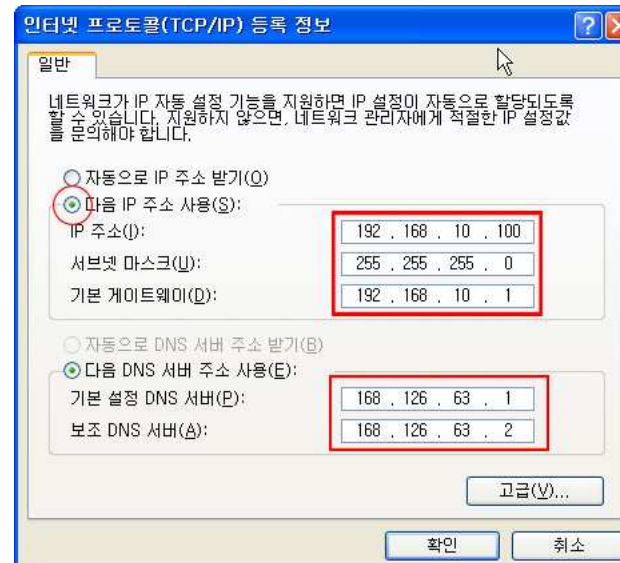 인터넷 프로토콜(TCP/IP) 등록 정보
일반
네트워크가 IP 자동 설정 기능을 지원하면 IP 설정이 자동으로 할당되도록
할 수 있습니다. 지원하지 않으면, 네트워크 관리자에게 적절한 IP 설정값
을 문의해야 합니다.
자동으로 IP 주소 받기(O)
다음 IP 주소 사용(S):
IP 주소(I): 192 . 168 . 10 . 100
서브넷 마스크(U): 255 . 255 . 255 . 0
기본 게이트웨이(D): 192 . 168 . 10 . 1
자동으로 DNS 서버 주소 받기(B)
다음 DNS 서버 주소 사용(E):
기본 설정 DNS 서버(P): 168 . 126 . 63 . 1
보조 DNS 서버(A): 168 . 126 . 63 . 2
고급(V)...
확인 취소